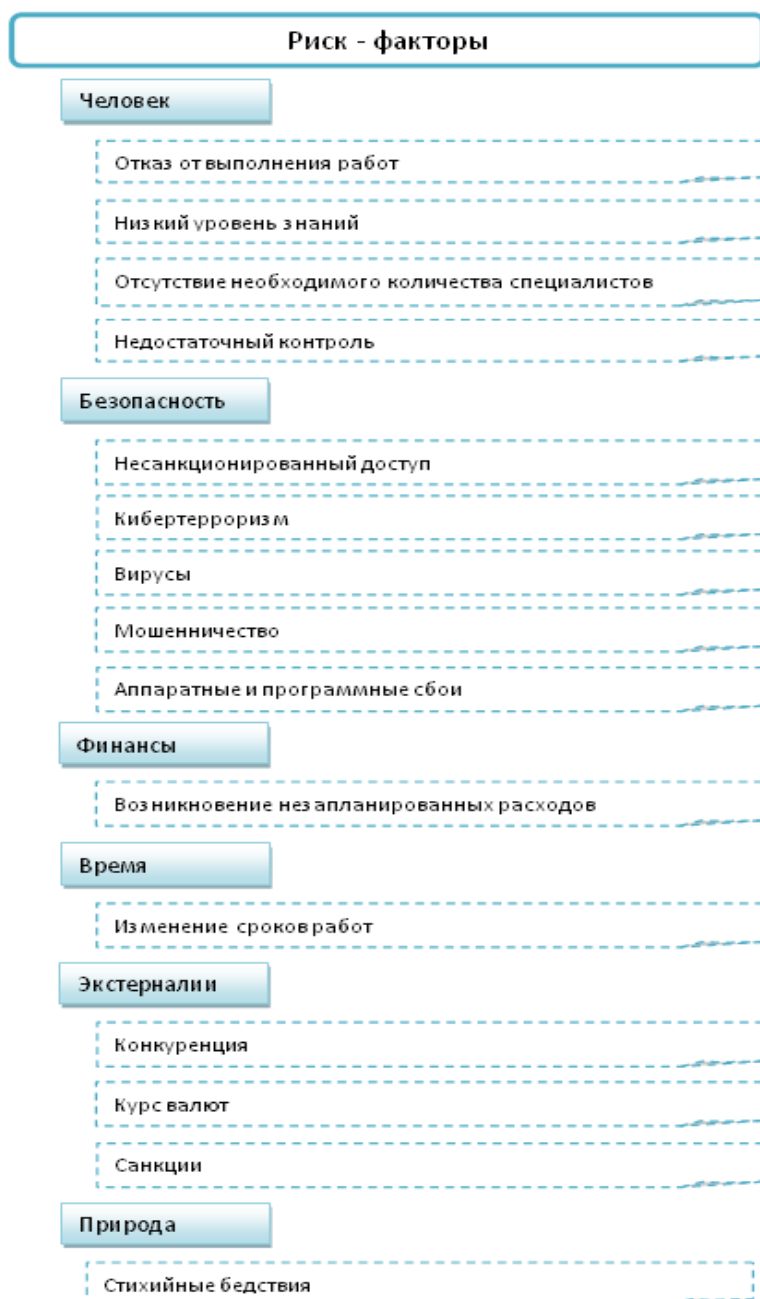 Риск - факторы
Человек
Отказ от выполнения работ
Низкий уровень знаний
Отсутствие необходимого количества специалистов
Недостаточный контроль
Безопасность
Несанкционированный доступ
Кибертерроризм
Вирусы
Мошенничество
Аппаратные и программные сбои
Финансы
Возникновение незапланированных расходов
Время
Изменение сроков работ
Экстерналии
Конкуренция
Курс валют
Санкции
Природа
Стихийные бедствия